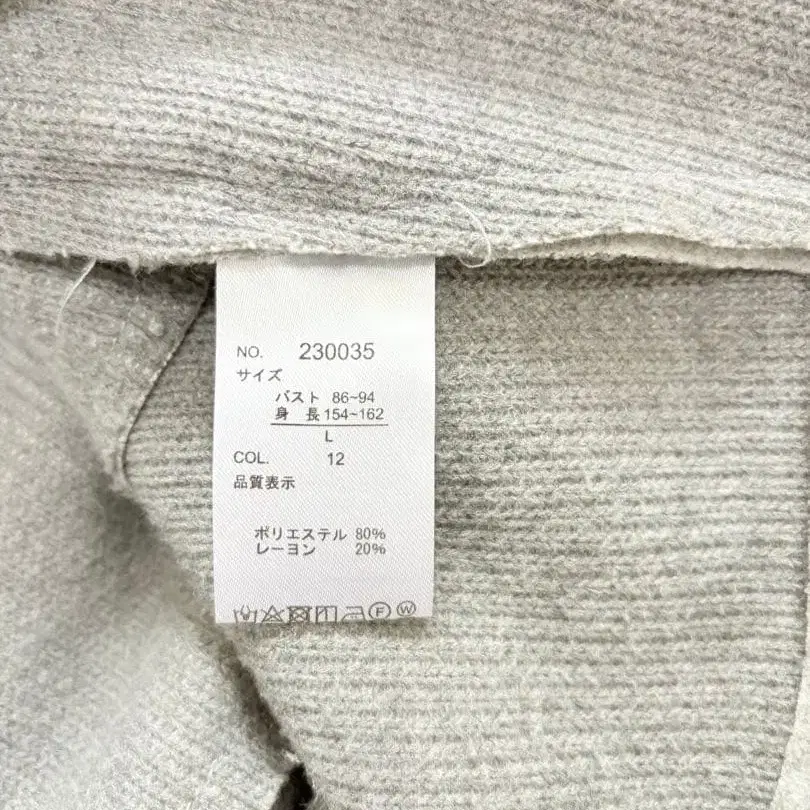 NO. 230035
サイズ
バスト 86~94
身 長 154~162
L
COL. 12
品質表示
ポリエステル 80%
レーヨン 20%
F W